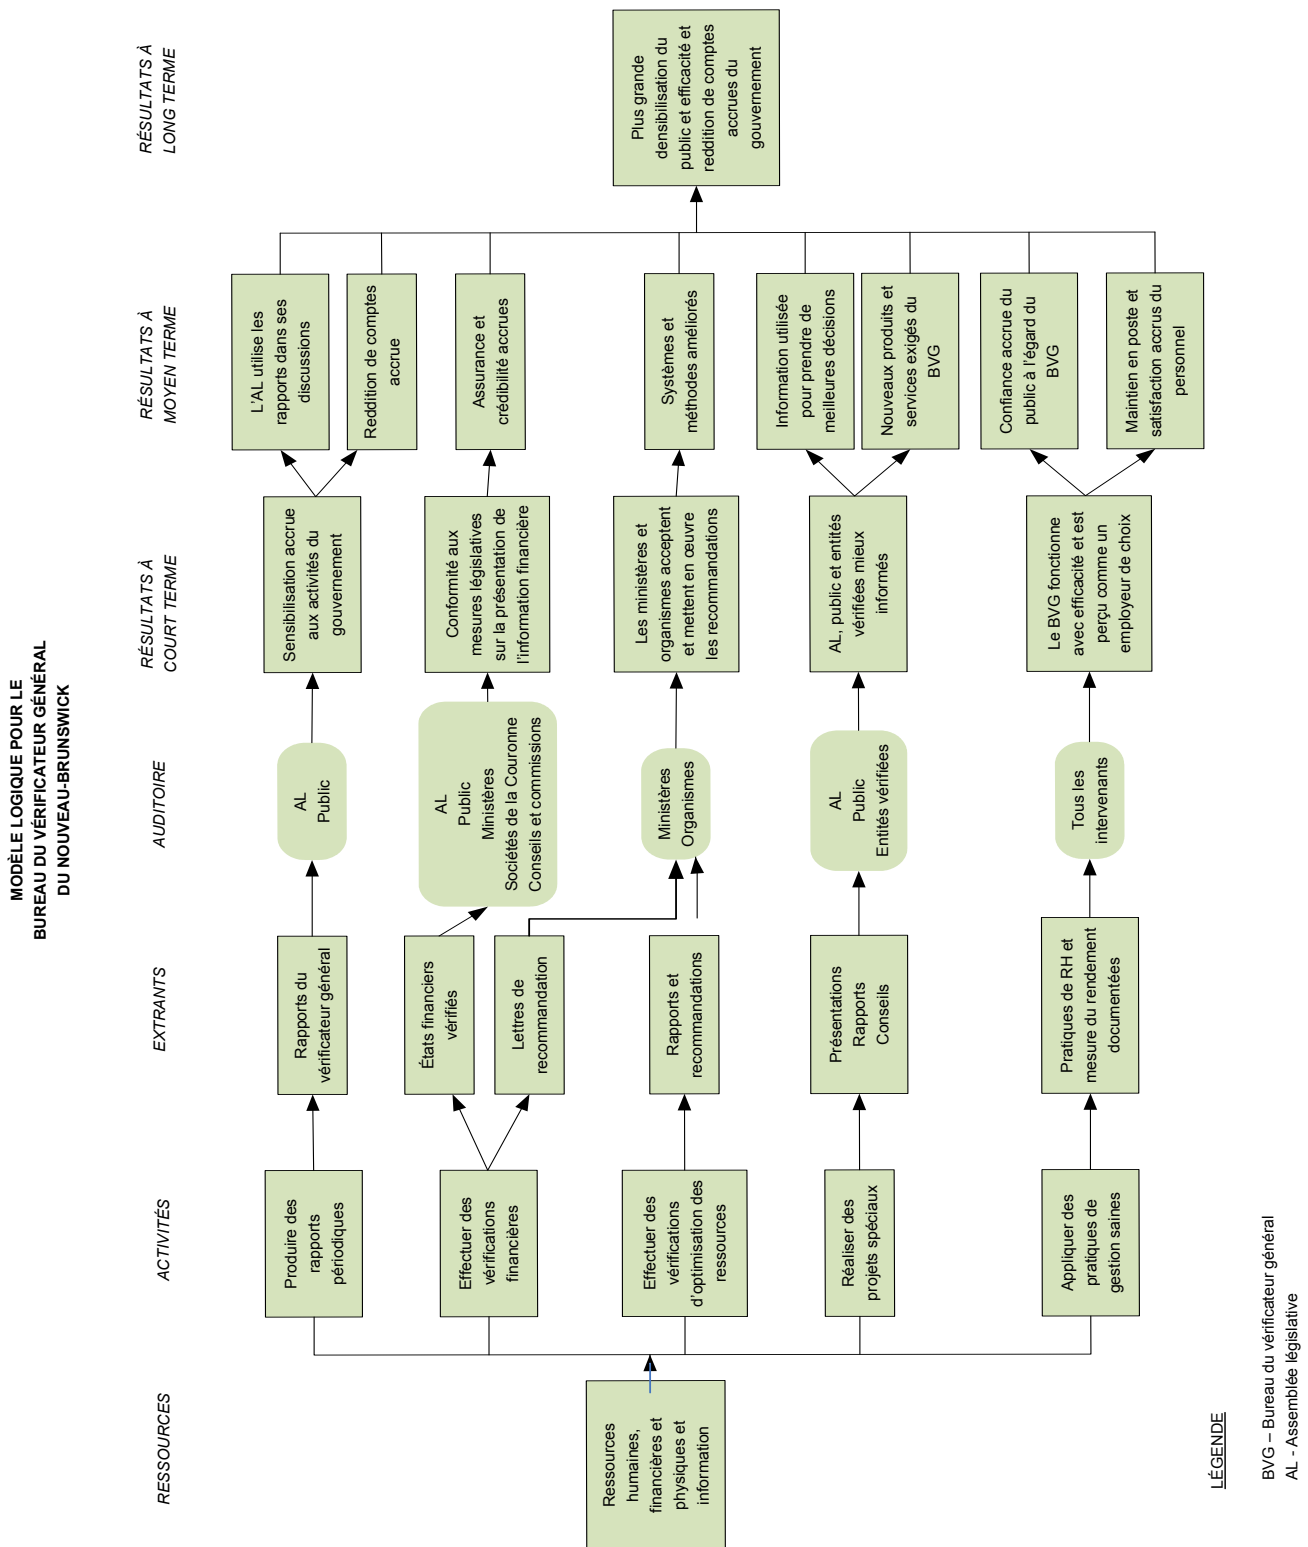 MODÈLE LOGIQUE POUR LE
BUREAU DU VÉRIFICATEUR GÉNÉRAL
DU NOUVEAU-BRUNSWICK
RESSOURCES
ACTIVITÉS
EXTRANTS
AUDITOIRE
RÉSULTATS À
COURT TERME
RÉSULTATS À
MOYEN TERME
RÉSULTATS À
LONG TERME
Ressources
humaines,
financières et
physiques et
information
Produire des
rapports
périodiques
Rapports du
vérificateur général
AL
Public
Sensibilisation accrue
aux activités du
gouvernement
L'AL utilise les
rapports dans ses
discussions
Reddition de comptes
accrue
Effectuer des
vérifications
financières
États financiers
vérifiés
Lettres de
recommandation
AL
Public
Ministères
Sociétés de la Couronne
Conseils et commissions
Conformité aux
mesures législatives
sur la présentation de
l'information financière
Assurance et
crédibilité accrues
Effectuer des
vérifications
d'optimisation des
ressources
Rapports et
recommandations
Ministères
Organismes
Les ministères et
organismes acceptent
et mettent en œuvre
les recommandations
Systèmes et
méthodes améliorés
Réaliser des
projets spéciaux
Présentations
Rapports
Conseils
AL
Public
Entités vérifiées
AL, public et entités
vérifiées mieux
informés
Information utilisée
pour prendre de
meilleures décisions
Nouveaux produits et
services exigés du
BVG
Appliquer des
pratiques de
gestion saines
Pratiques de RH et
mesure du rendement
documentées
Tous les
intervenants
Le BVG fonctionne
avec efficacité et est
perçu comme un
employeur de choix
Confiance accrue du
public à l'égard du
BVG
Maintien en poste et
satisfaction accrus du
personnel
Plus grande
densibilisation du
public et efficacité et
reddition de comptes
accrues du
gouvernement
LÉGENDE
BVG – Bureau du vérificateur général
AL - Assemblée législative